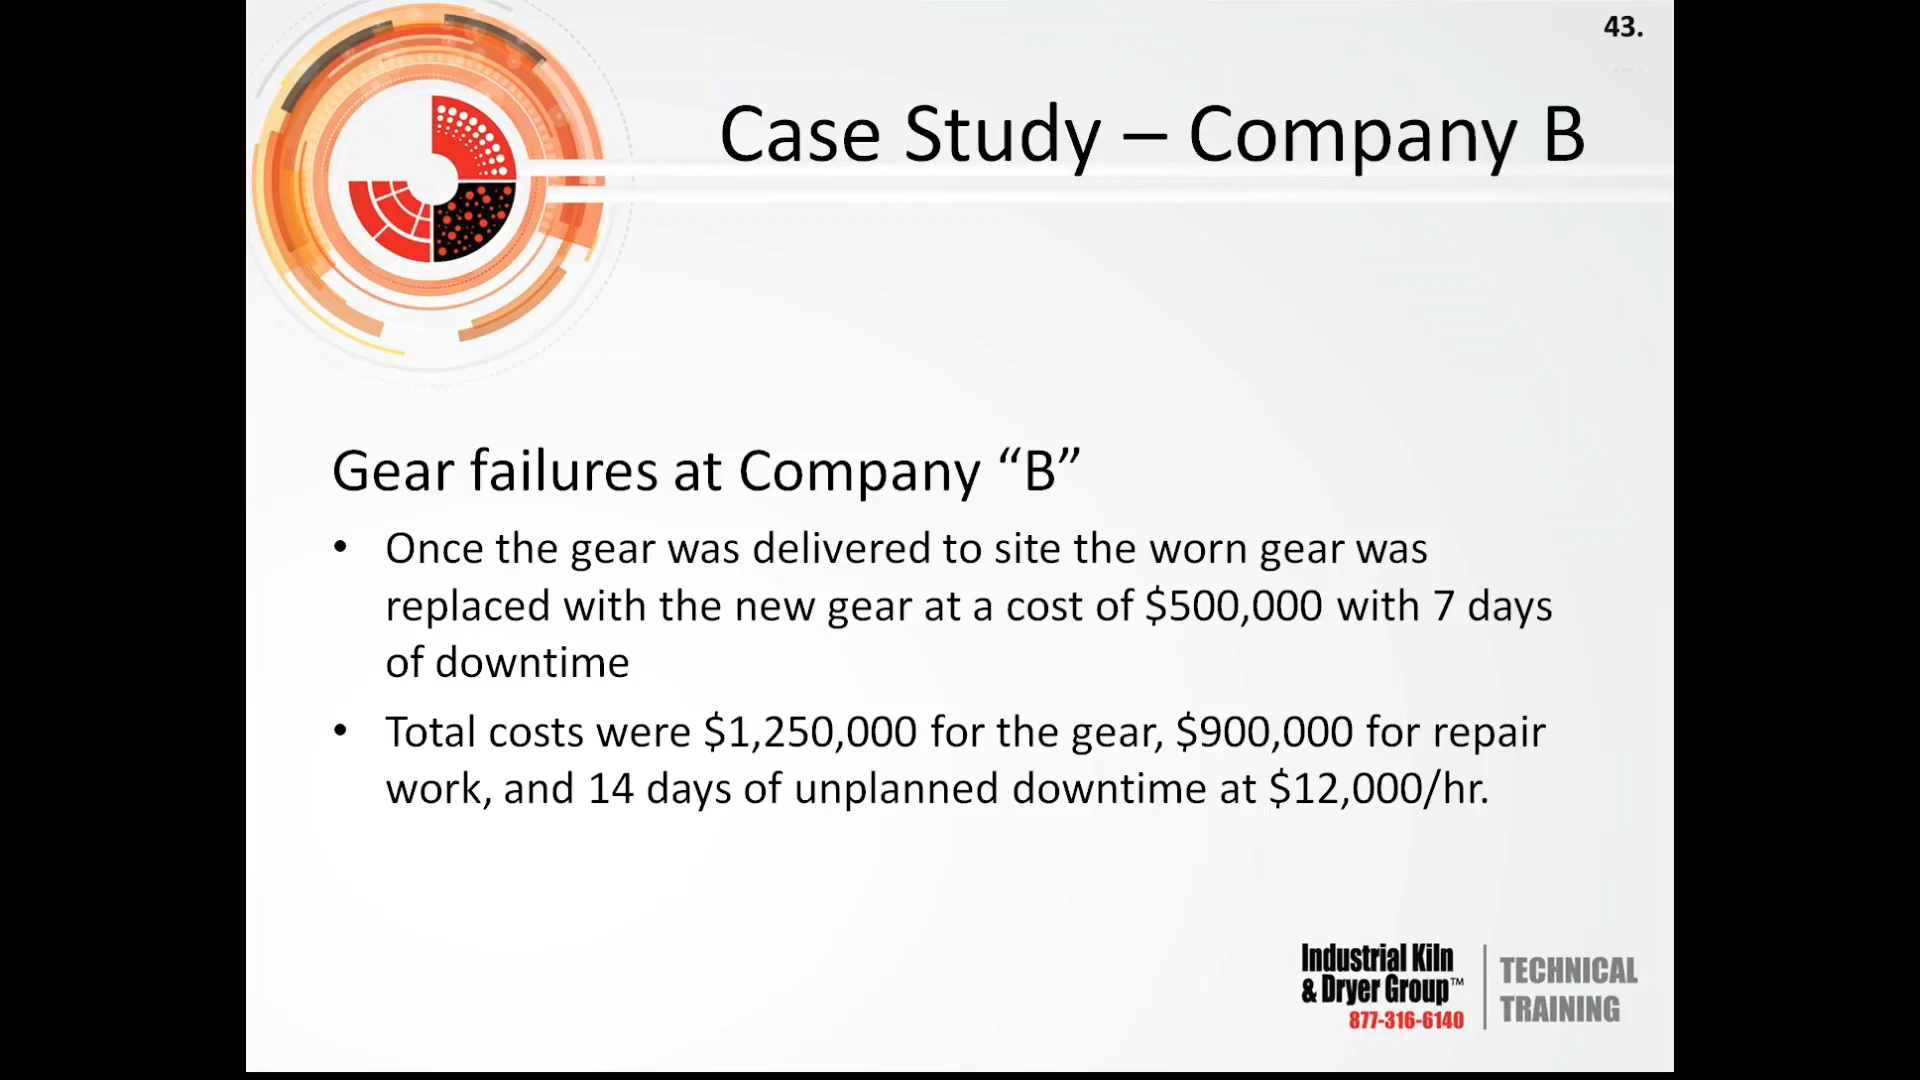 43.
Case Study – Company B
Gear failures at Company “B”
• Once the gear was delivered to site the worn gear was
replaced with the new gear at a cost of $500,000 with 7 days
of downtime
• Total costs were $1,250,000 for the gear, $900,000 for repair
work, and 14 days of unplanned downtime at $12,000/hr.
Industrial Kiln
& Dryer Group™
877-316-6140
TECHNICAL
TRAINING